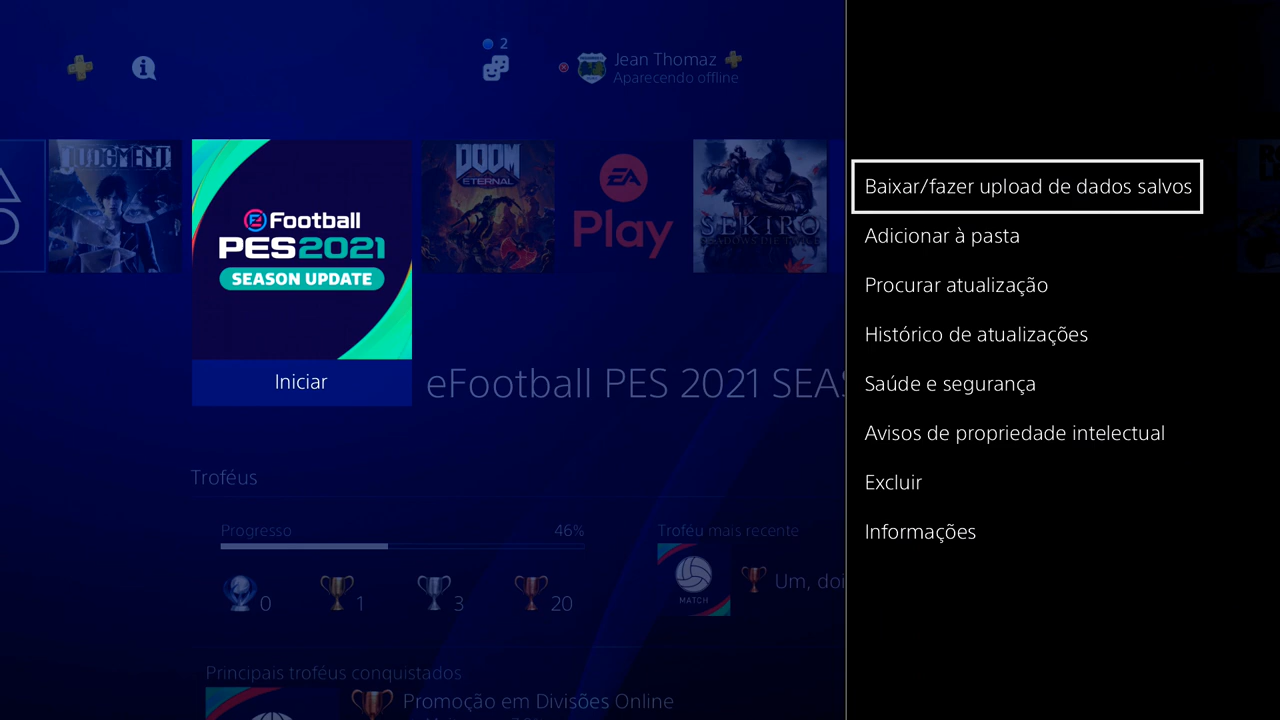 2
Jean Thomaz
Aparecendo offline
JUDGMENT
eFootball
PES2021
SEASON UPDATE
DOOM
ETERNAL
EA
Play
SEKIRO
Iniciar
eFootball PES 2021 SEAS
Troféus
Progresso
46%
Troféu mais recente
0
1
3
20
MATCH
Um, doi
Principais troféus conquistados
Promoção em Divisões Online
Baixar/fazer upload de dados salvos
Adicionar à pasta
Procurar atualização
Histórico de atualizações
Saúde e segurança
Avisos de propriedade intelectual
Excluir
Informações